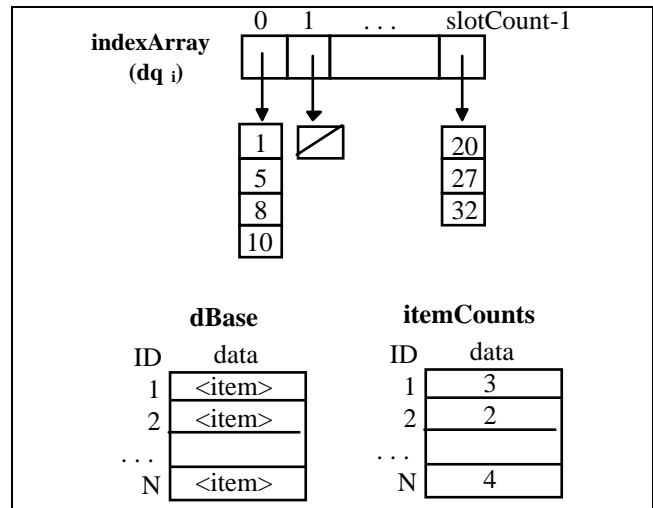 0 1 . . . slotCount-1
indexArray
(dq i)
1 20
5 27
8 32
10
dBase itemCounts
ID data ID data
1 <item> 1 3
2 <item> 2 2
. . . . . .
N <item> N 4